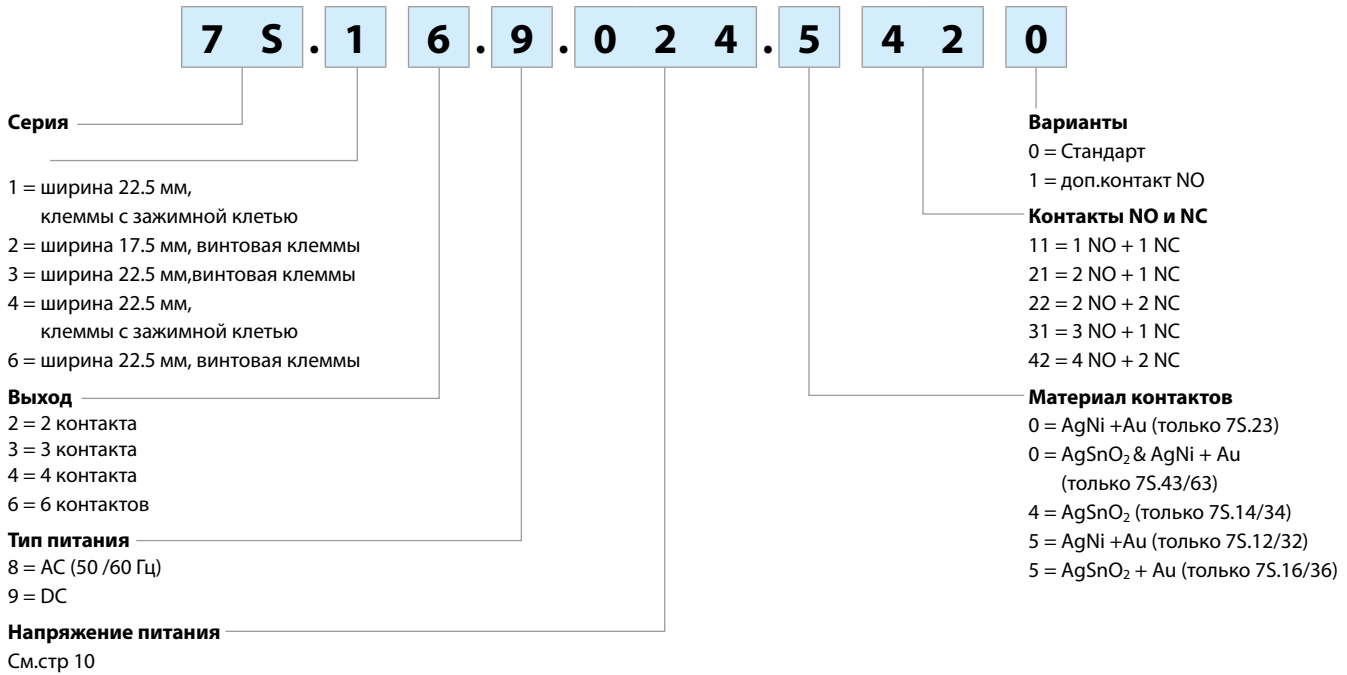 7 S . 1 6 . 9 . 0 2 4 . 5 4 2 0
Серия
1 = ширина 22.5 мм,
клеммы с зажимной клетью
2 = ширина 17.5 мм, винтовая клеммы
3 = ширина 22.5 мм,винтовая клеммы
4 = ширина 22.5 мм,
клеммы с зажимной клетью
6 = ширина 22.5 мм, винтовая клеммы
Выход
2 = 2 контакта
3 = 3 контакта
4 = 4 контакта
6 = 6 контактов
Тип питания
8 = AC (50 /60 Гц)
9 = DC
Напряжение питания
См.стр 10
Варианты
0 = Стандарт
1 = доп.контакт NO
Контакты NO и NC
11 = 1 NO + 1 NC
21 = 2 NO + 1 NC
22 = 2 NO + 2 NC
31 = 3 NO + 1 NC
42 = 4 NO + 2 NC
Материал контактов
0 = AgNi +Au (только 7S.23)
0 = AgSnO₂ & AgNi + Au
(только 7S.43/63)
4 = AgSnO₂ (только 7S.14/34)
5 = AgNi +Au (только 7S.12/32)
5 = AgSnO₂ + Au (только 7S.16/36)